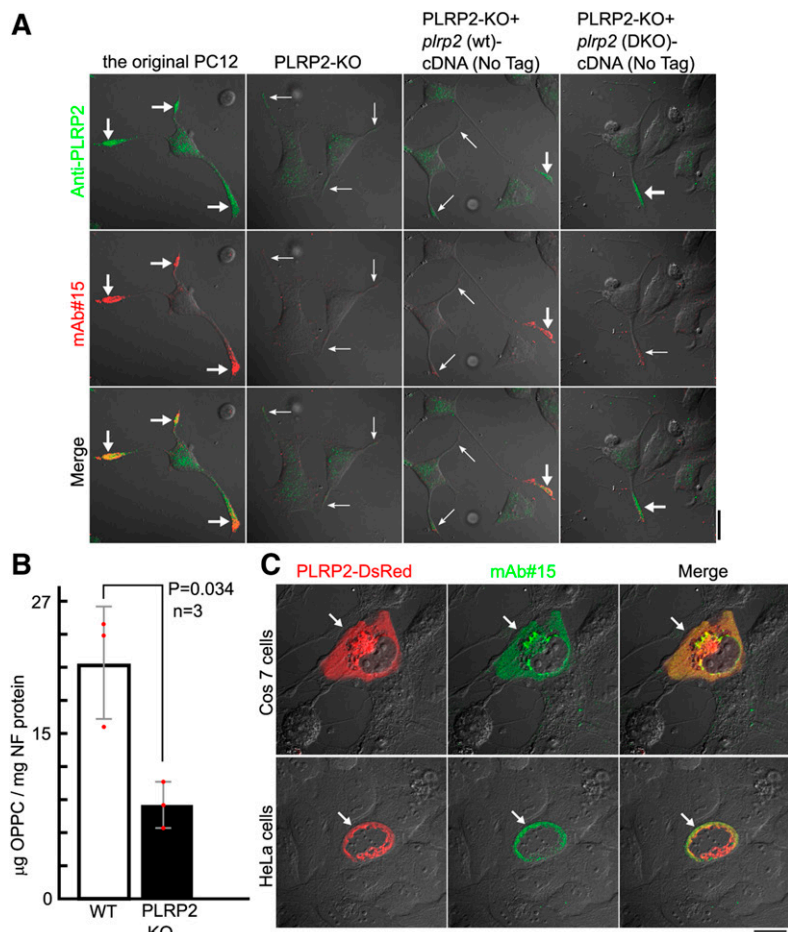 A
the original PC12
PLRP2-KO
PLRP2-KO+
plrp2 (wt)-
cDNA (No Tag)
PLRP2-KO+
plrp2 (DKO)-
cDNA (No Tag)
Anti-PLRP2
mAb#15
Merge
B
µg OPPC / mg NF protein
27
15
0
P=0.034
n=3
WT
PLRP2
KO
C
PLRP2-DsRed
mAb#15
Merge
Cos 7 cells
HeLa cells